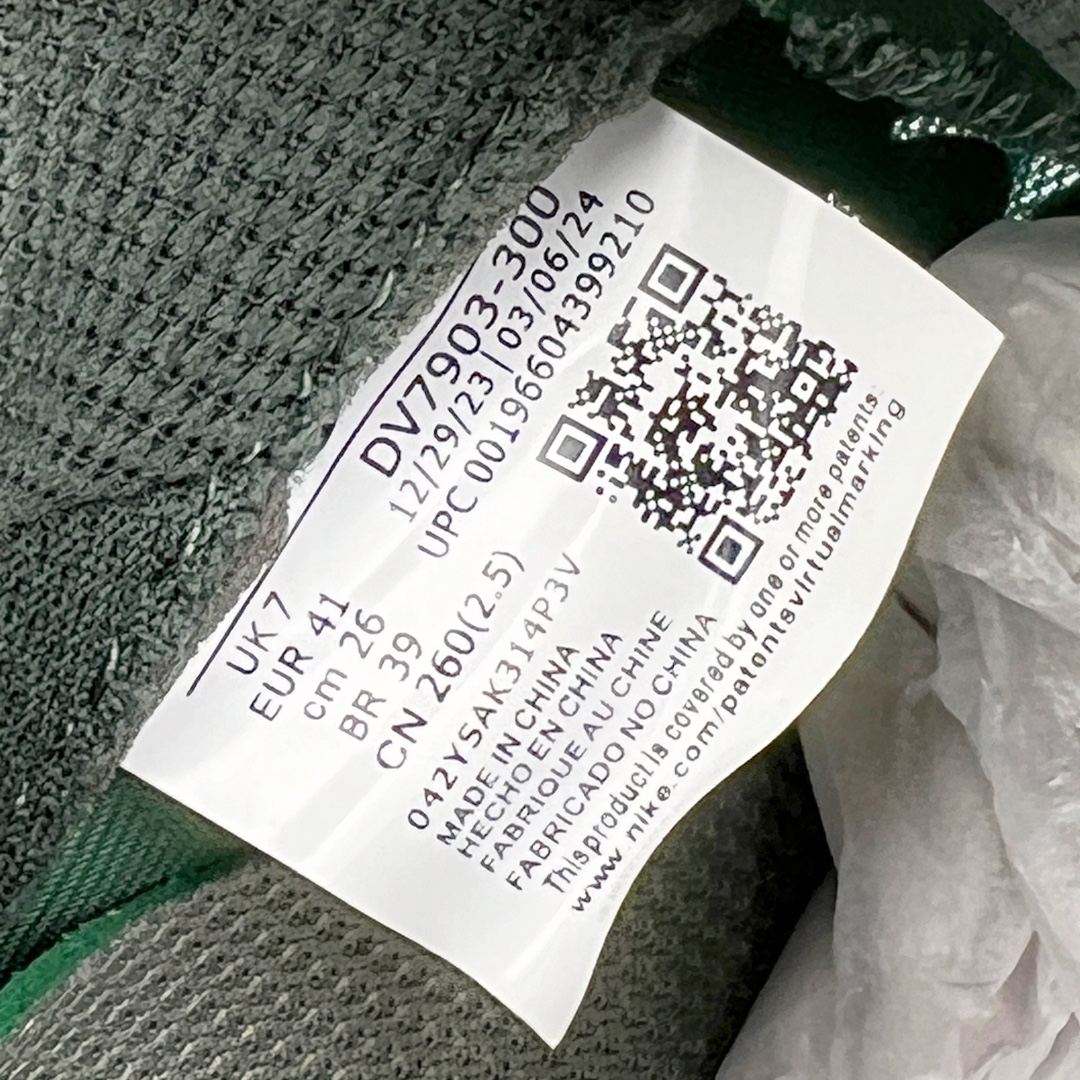 DV7903-300
12/29/23|03/06/24
UPC 00196604399210
UK 7
EUR 41
cm 26
BR 39
CN 260(2.5)
042YSAK314P3V
MADE IN CHINA
HECHO EN CHINA
FABRIQUE AU CHINE
FABRICADO NO CHINA
This product is covered by one or more patents:
www.nike.com/patentsvirtualmarking